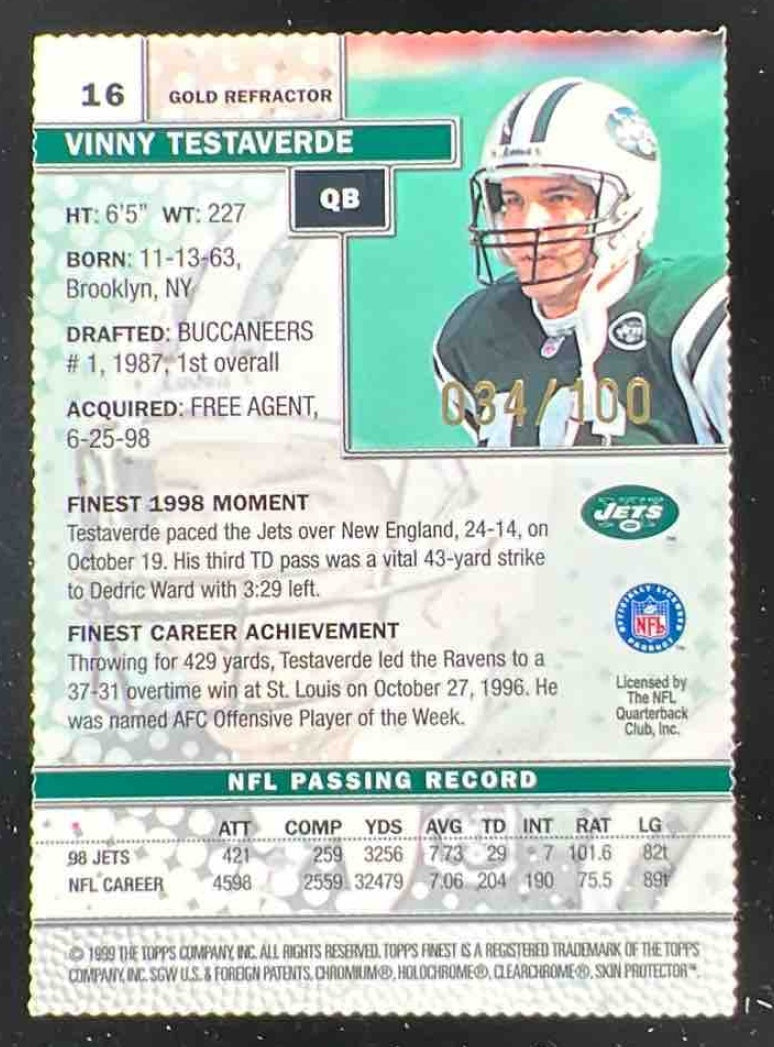 16
GOLD REFRACTOR
VINNY TESTAVERDE
QB
HT: 6'5" WT: 227
BORN: 11-13-63,
Brooklyn, NY
DRAFTED: BUCCANEERS
# 1, 1987, 1st overall
ACQUIRED: FREE AGENT,
6-25-98
034/100
FINEST 1998 MOMENT
Testaverde paced the Jets over New England, 24-14, on
October 19. His third TD pass was a vital 43-yard strike
to Dedric Ward with 3:29 left.
JETS
FINEST CAREER ACHIEVEMENT
Throwing for 429 yards, Testaverde led the Ravens to a
37-31 overtime win at St. Louis on October 27, 1996. He
was named AFC Offensive Player of the Week.
OFFICIALLY LICENSED
NFL
PRODUCT
Licensed by
The NFL
Quarterback
Club, Inc.
NFL PASSING RECORD
ATT COMP YDS AVG TD INT RAT LG
98 JETS 421 259 3256 7.73 29 7 101.6 82t
NFL CAREER 4598 2559 32479 7.06 204 190 75.5 89t
© 1999 THE TOPPS COMPANY, INC. ALL RIGHTS RESERVED. TOPPS FINEST IS A REGISTERED TRADEMARK OF THE TOPPS
COMPANY, INC. SGW U.S. & FOREIGN PATENTS, CHROMIUM®, HOLOCHROME®, CLEARCHROME®, SKIN PROTECTOR™.